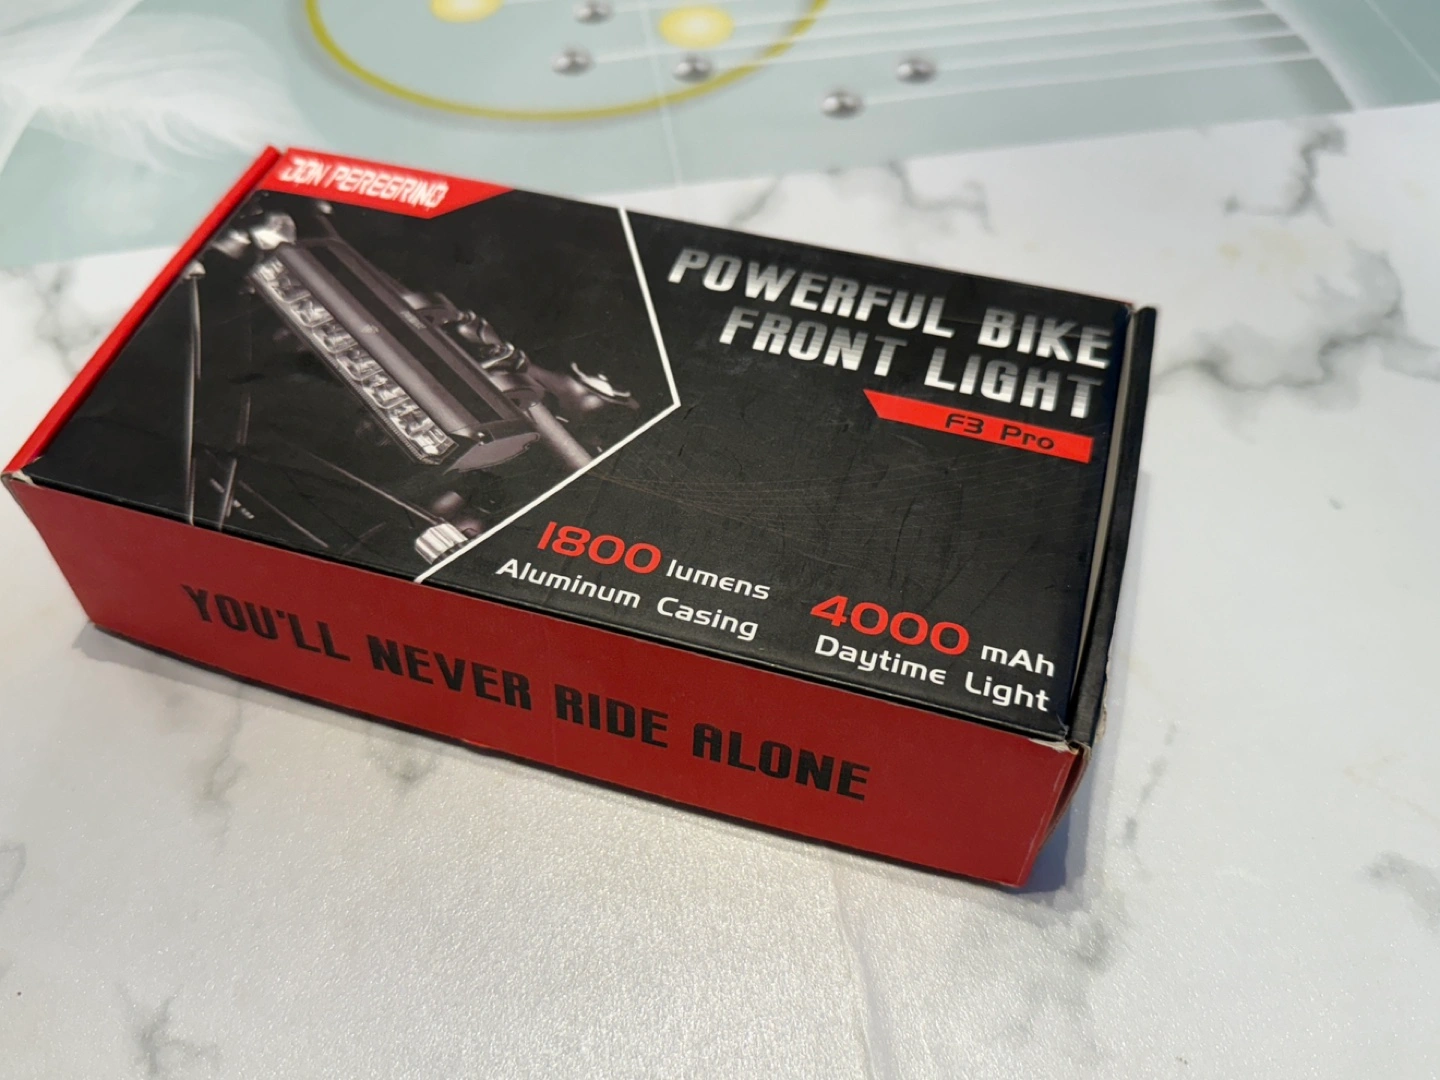 DON PEREGRINO
POWERFUL BIKE
FRONT LIGHT
F3 Pro
1800 lumens
Aluminum Casing
4000 mAh
Daytime Light
YOU'LL NEVER RIDE ALONE